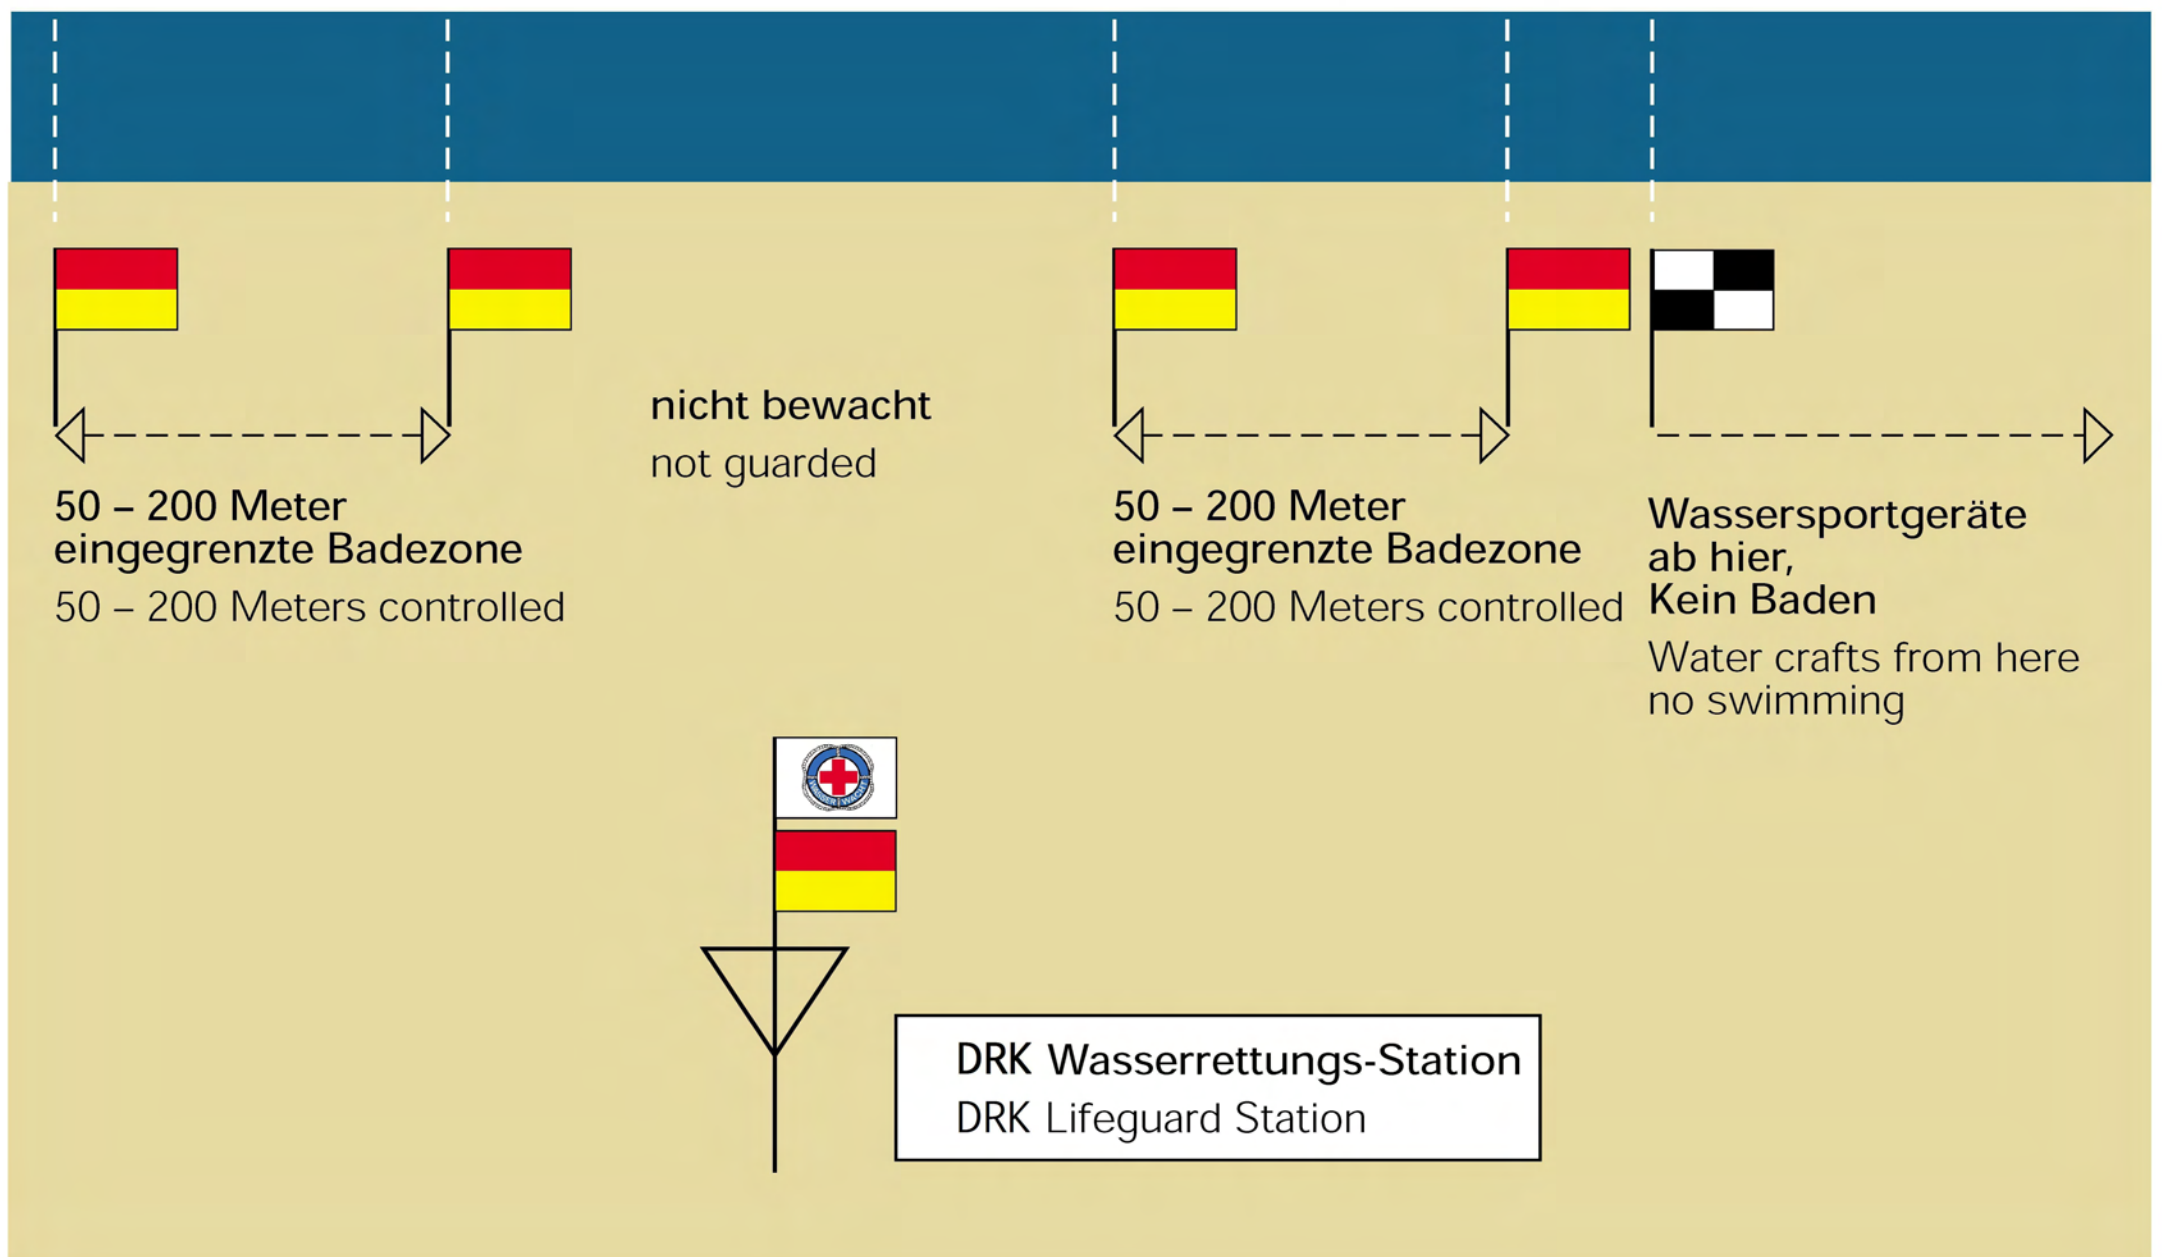 nicht bewacht
not guarded
50 – 200 Meter
eingegrenzte Badezone
50 – 200 Meters controlled
50 – 200 Meter
eingegrenzte Badezone
50 – 200 Meters controlled
Wassersportgeräte
ab hier,
Kein Baden
Water crafts from here
no swimming
WASSER WACHT
DRK Wasserrettungs-Station
DRK Lifeguard Station